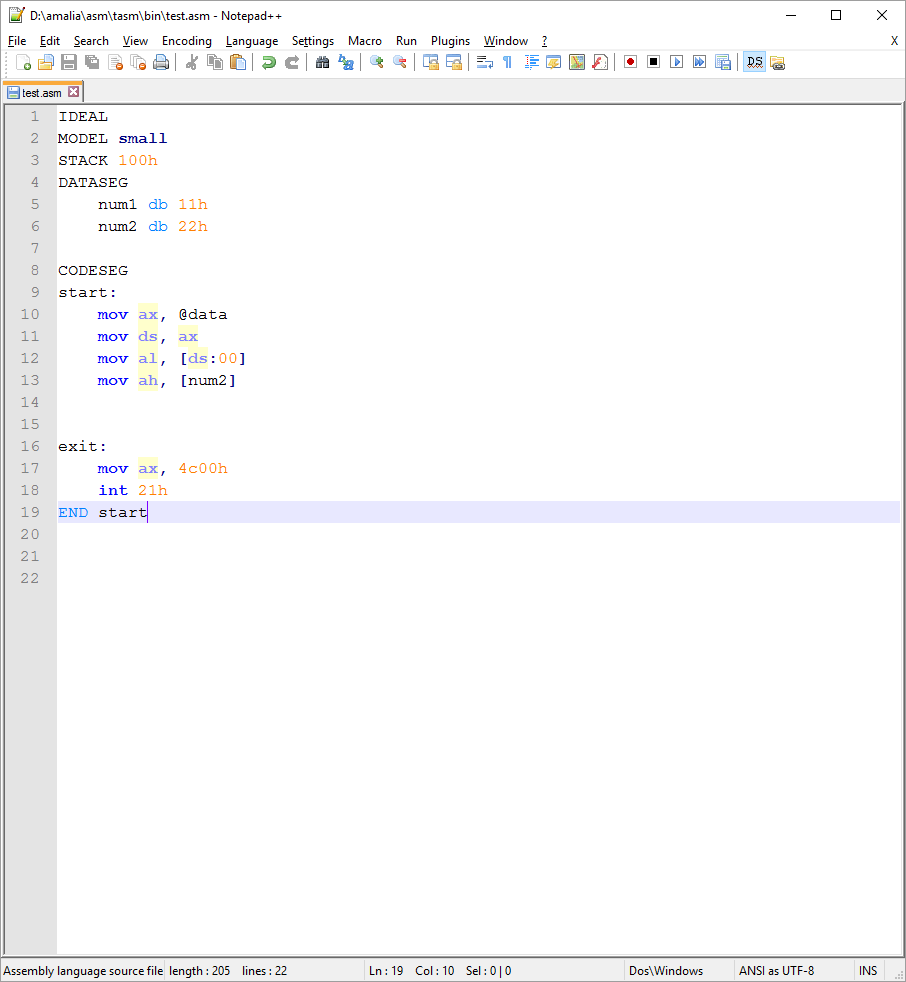 D:\amalia\asm\tasm\bin\test.asm - Notepad++
File Edit Search View Encoding Language Settings Macro Run Plugins Window ? X
DS
test.asm
1 IDEAL
2 MODEL small
3 STACK 100h
4 DATASEG
5 num1 db 11h
6 num2 db 22h
7
8 CODESEG
9 start:
10 mov ax, @data
11 mov ds, ax
12 mov al, [ds:00]
13 mov ah, [num2]
14
15
16 exit:
17 mov ax, 4c00h
18 int 21h
19 END start
20
21
22
Assembly language source file length : 205 lines : 22 Ln : 19 Col : 10 Sel : 0 | 0 Dos\Windows ANSI as UTF-8 INS